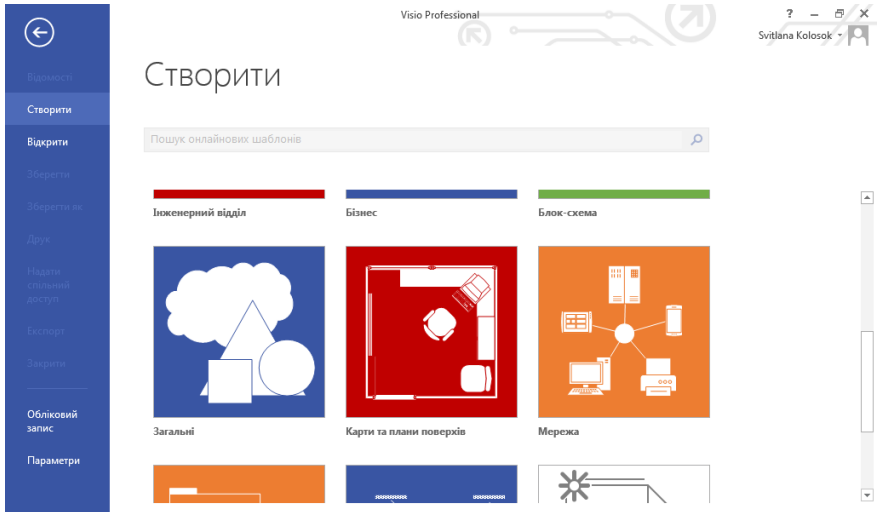 Visio Professional
?
Svitlana Kolosok
Відомості
Створити
Відкрити
Зберегти
Зберегти як
Друк
Надати
спільний
доступ
Експорт
Закрити
Обліковий
запис
Параметри
Створити
Пошук онлайнових шаблонів
Інженерний відділ
Бізнес
Блок-схема
Загальні
Карти та плани поверхів
Мережа